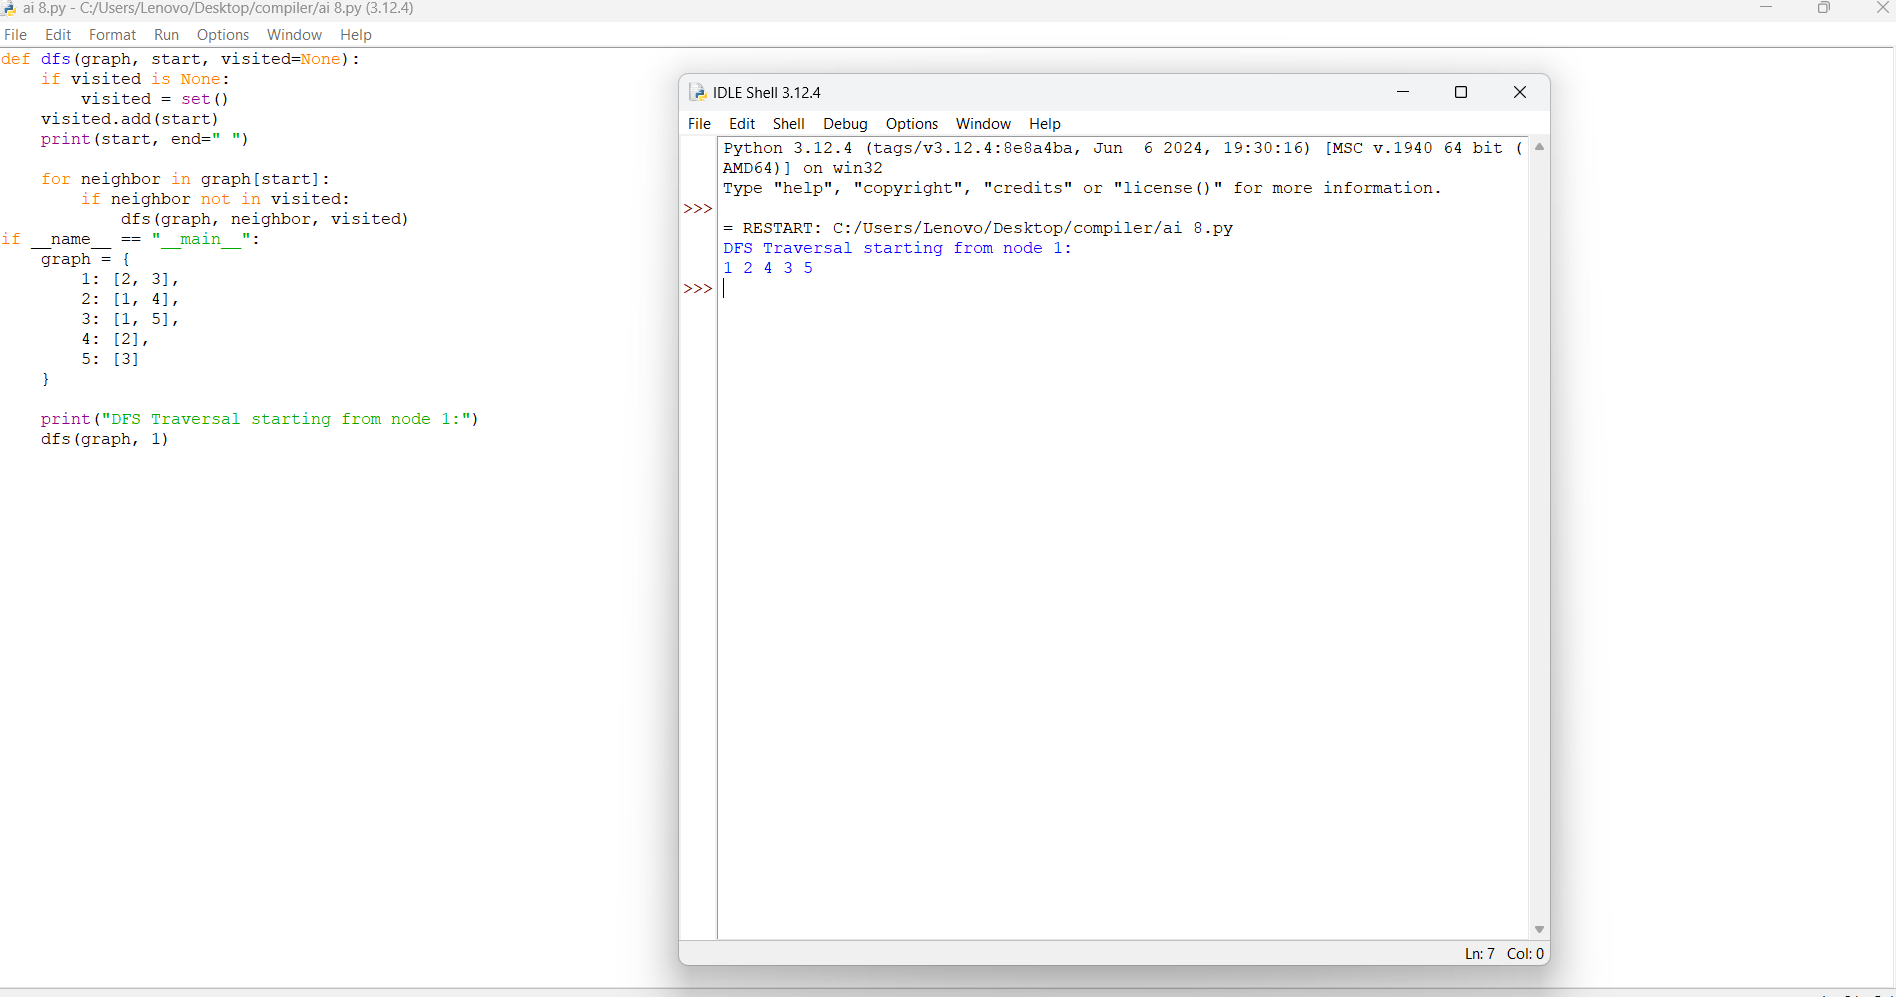 ai 8.py - C:/Users/Lenovo/Desktop/compiler/ai 8.py (3.12.4)
File Edit Format Run Options Window Help
def dfs(graph, start, visited=None):
    if visited is None:
        visited = set()
    visited.add(start)
    print(start, end=" ")
    for neighbor in graph[start]:
        if neighbor not in visited:
            dfs(graph, neighbor, visited)
if __name__ == "__main__":
    graph = {
        1: [2, 3],
        2: [1, 4],
        3: [1, 5],
        4: [2],
        5: [3]
    }
    print("DFS Traversal starting from node 1:")
    dfs(graph, 1)
IDLE Shell 3.12.4
File Edit Shell Debug Options Window Help
Python 3.12.4 (tags/v3.12.4:8e8a4ba, Jun  6 2024, 19:30:16) [MSC v.1940 64 bit (
AMD64)] on win32
Type "help", "copyright", "credits" or "license()" for more information.
>>>
= RESTART: C:/Users/Lenovo/Desktop/compiler/ai 8.py
DFS Traversal starting from node 1:
1 2 4 3 5
>>>
Ln: 7 Col: 0